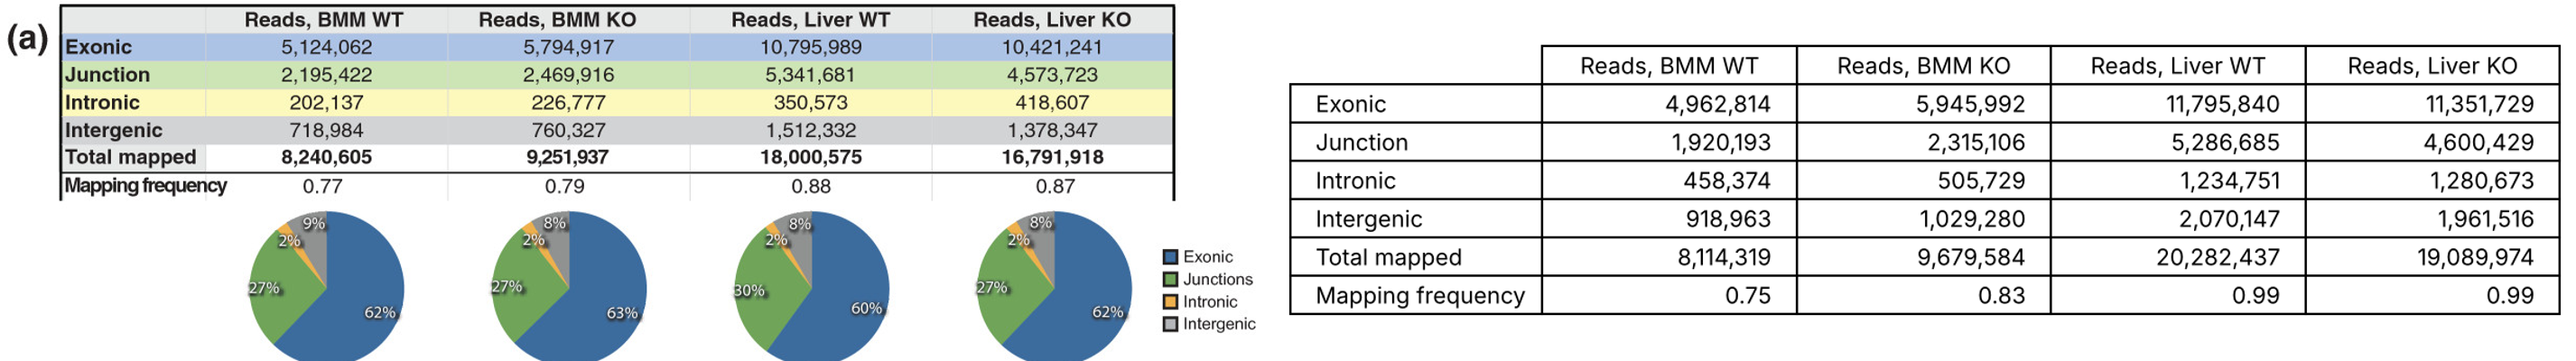 (a)
Reads, BMM WT Reads, BMM KO Reads, Liver WT Reads, Liver KO
Exonic 5,124,062 5,794,917 10,795,989 10,421,241
Junction 2,195,422 2,469,916 5,341,681 4,573,723
Intronic 202,137 226,777 350,573 418,607
Intergenic 718,984 760,327 1,512,332 1,378,347
Total mapped 8,240,605 9,251,937 18,000,575 16,791,918
Mapping frequency 0.77 0.79 0.88 0.87
9% 2% 27% 62%
8% 2% 27% 63%
8% 2% 30% 60%
8% 2% 27% 62%
Exonic
Junctions
Intronic
Intergenic
Reads, BMM WT Reads, BMM KO Reads, Liver WT Reads, Liver KO
Exonic 4,962,814 5,945,992 11,795,840 11,351,729
Junction 1,920,193 2,315,106 5,286,685 4,600,429
Intronic 458,374 505,729 1,234,751 1,280,673
Intergenic 918,963 1,029,280 2,070,147 1,961,516
Total mapped 8,114,319 9,679,584 20,282,437 19,089,974
Mapping frequency 0.75 0.83 0.99 0.99